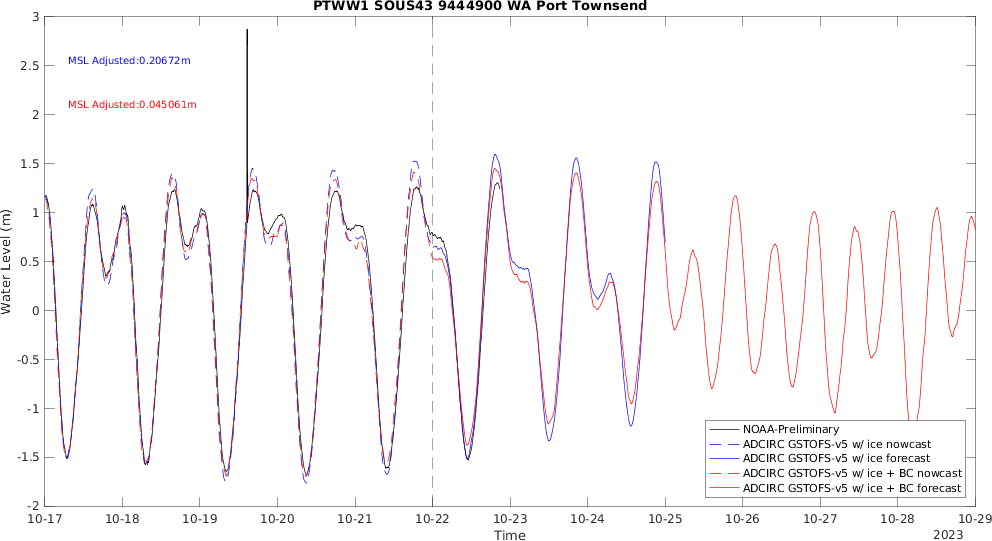 PTWW1 SOUS43 9444900 WA Port Townsend
3
2.5
2
1.5
1
0.5
0
-0.5
-1
-1.5
-2
Water Level (m)
MSL Adjusted:0.20672m
MSL Adjusted:0.045061m
NOAA-Preliminary
ADCIRC GSTOFS-v5 w/ ice nowcast
ADCIRC GSTOFS-v5 w/ ice forecast
ADCIRC GSTOFS-v5 w/ ice + BC nowcast
ADCIRC GSTOFS-v5 w/ ice + BC forecast
10-17 10-18 10-19 10-20 10-21 10-22 10-23 10-24 10-25 10-26 10-27 10-28 10-29
Time
2023